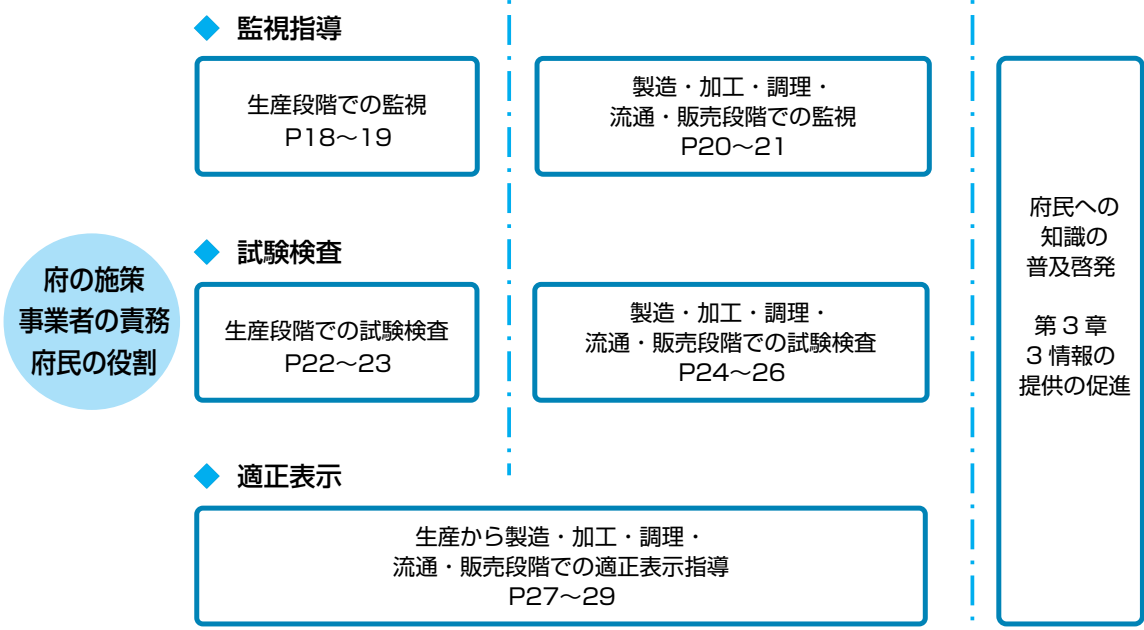 府の施策
事業者の責務
府民の役割
監視指導
生産段階での監視
P18〜19
製造・加工・調理・
流通・販売段階での監視
P20〜21
試験検査
生産段階での試験検査
P22〜23
製造・加工・調理・
流通・販売段階での試験検査
P24〜26
適正表示
生産から製造・加工・調理・
流通・販売段階での適正表示指導
P27〜29
府民への
知識の
普及啓発
第3章
3情報の
提供の促進